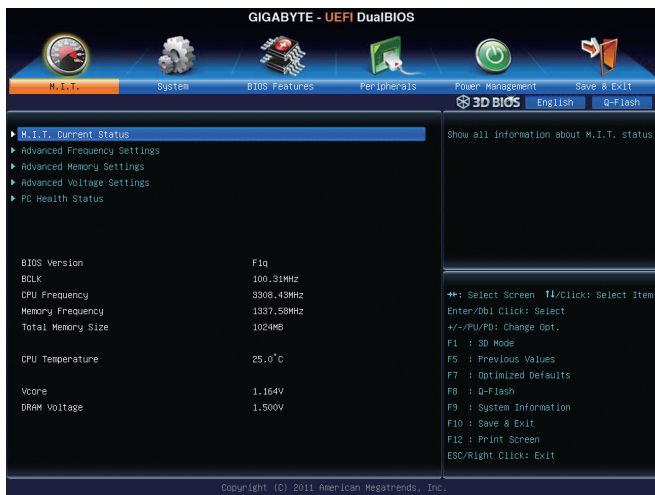 GIGABYTE - UEFI DualBIOS
M.I.T.
System
BIOS Features
Peripherals
Power Management
Save & Exit
3D BIOS
English
Q-Flash
M.I.T. Current Status
Advanced Frequency Settings
Advanced Memory Settings
Advanced Voltage Settings
PC Health Status
Show all information about M.I.T. status
BIOS Version F1q
BCLK 100.31MHz
CPU Frequency 3308.43MHz
Memory Frequency 1337.58MHz
Total Memory Size 1024MB
CPU Temperature 25.0°C
Vcore 1.164V
DRAM Voltage 1.500V
→←: Select Screen ↑↓/Click: Select Item
Enter/Dbl Click: Select
+/-/PU/PD: Change Opt.
F1 : 3D Mode
F5 : Previous Values
F7 : Optimized Defaults
F8 : Q-Flash
F9 : System Information
F10 : Save & Exit
F12 : Print Screen
ESC/Right Click: Exit
Copyright (C) 2011 American Megatrends, Inc.